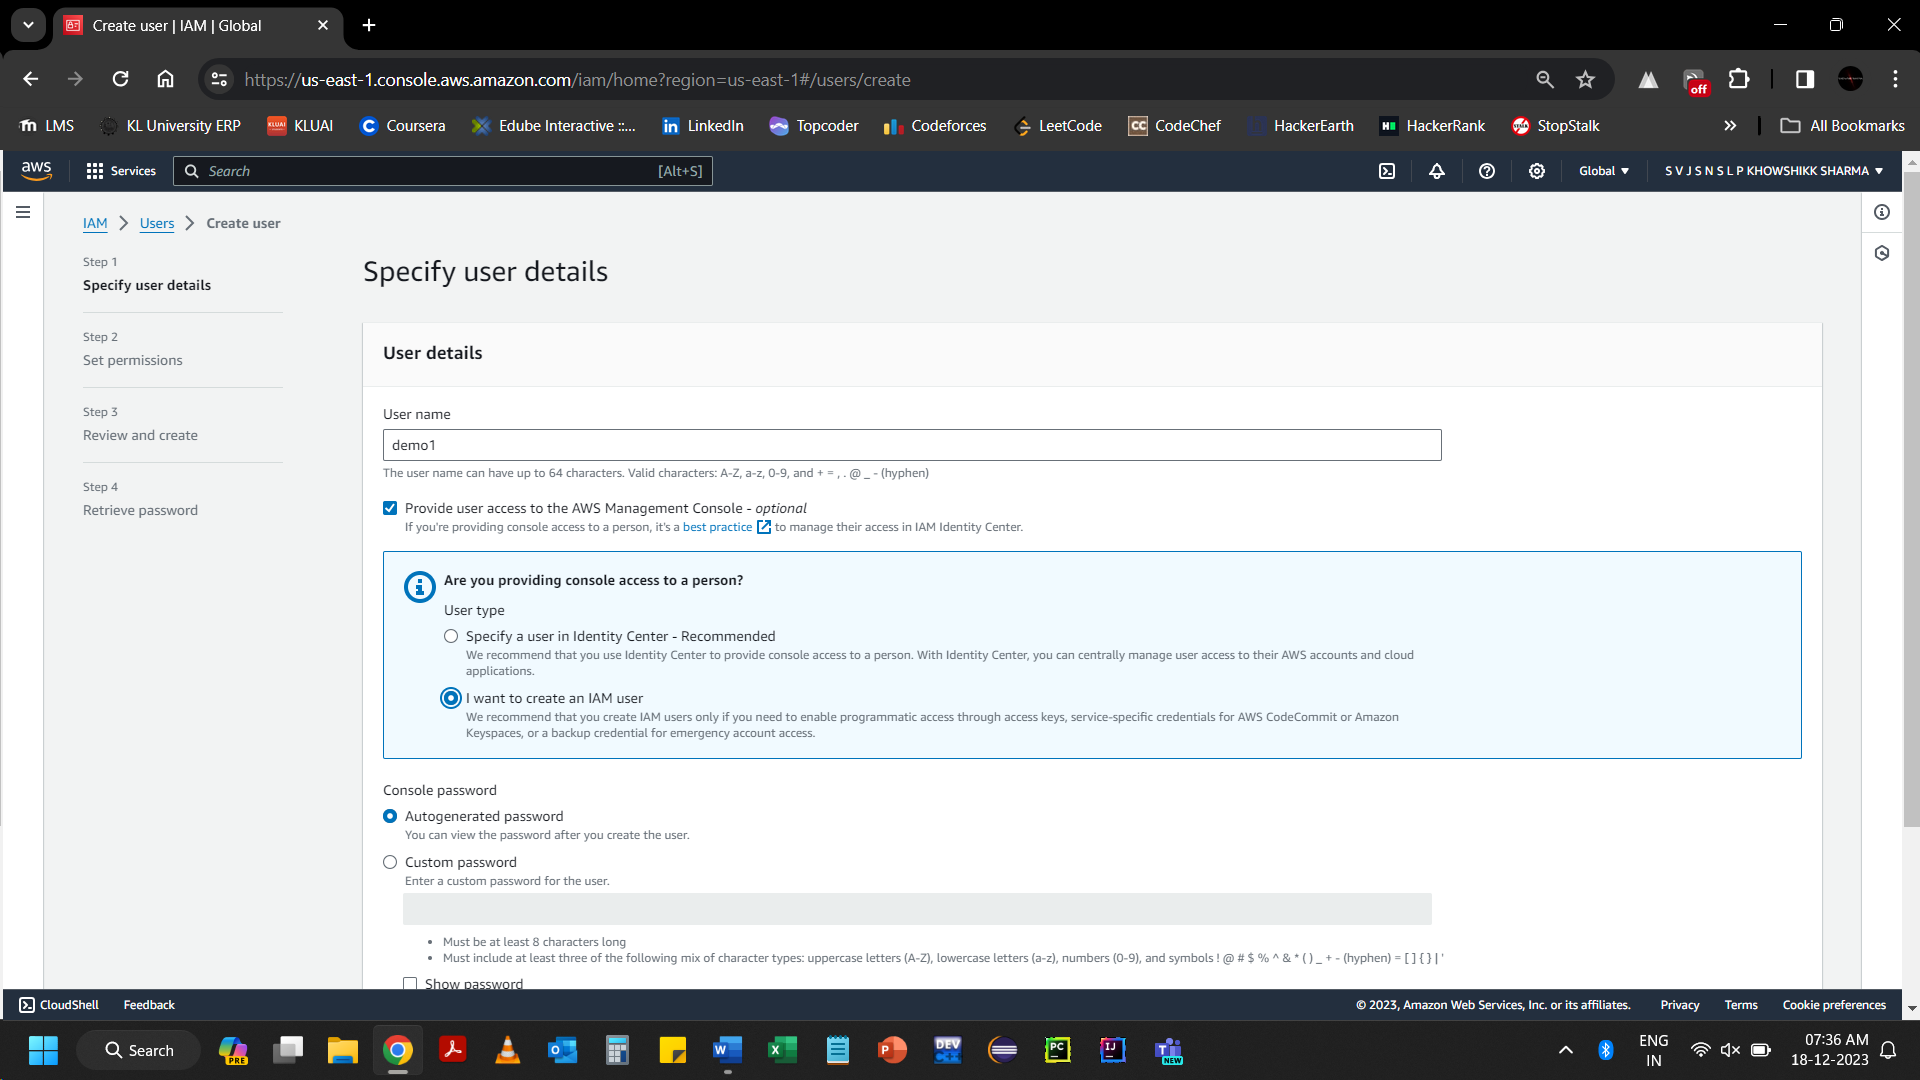 Create user | IAM | Global
https://us-east-1.console.aws.amazon.com/iam/home?region=us-east-1#/users/create
off
LMS
KL University ERP
KLUAI
KLUAI
Coursera
Edube Interactive ::...
LinkedIn
Topcoder
Codeforces
LeetCode
CodeChef
HackerEarth
HackerRank
StopStalk
All Bookmarks
aws
Services
Search
[Alt+S]
Global
S V J S N S L P KHOWSHIKK SHARMA
IAM
Users
Create user
Step 1
Specify user details
Step 2
Set permissions
Step 3
Review and create
Step 4
Retrieve password
Specify user details
User details
User name
demo1
The user name can have up to 64 characters. Valid characters: A-Z, a-z, 0-9, and + = , . @ _ - (hyphen)
Provide user access to the AWS Management Console - optional
If you're providing console access to a person, it's a best practice to manage their access in IAM Identity Center.
Are you providing console access to a person?
User type
Specify a user in Identity Center - Recommended
We recommend that you use Identity Center to provide console access to a person. With Identity Center, you can centrally manage user access to their AWS accounts and cloud
applications.
I want to create an IAM user
We recommend that you create IAM users only if you need to enable programmatic access through access keys, service-specific credentials for AWS CodeCommit or Amazon
Keyspaces, or a backup credential for emergency account access.
Console password
Autogenerated password
You can view the password after you create the user.
Custom password
Enter a custom password for the user.
• Must be at least 8 characters long
• Must include at least three of the following mix of character types: uppercase letters (A-Z), lowercase letters (a-z), numbers (0-9), and symbols ! @ # $ % ^ & * ( ) _ + - (hyphen) = [ ] { } | '
Show password
CloudShell
Feedback
© 2023, Amazon Web Services, Inc. or its affiliates.
Privacy
Terms
Cookie preferences
Search
PRE
DEV
PC
IJ
NEW
ENG
IN
07:36 AM
18-12-2023